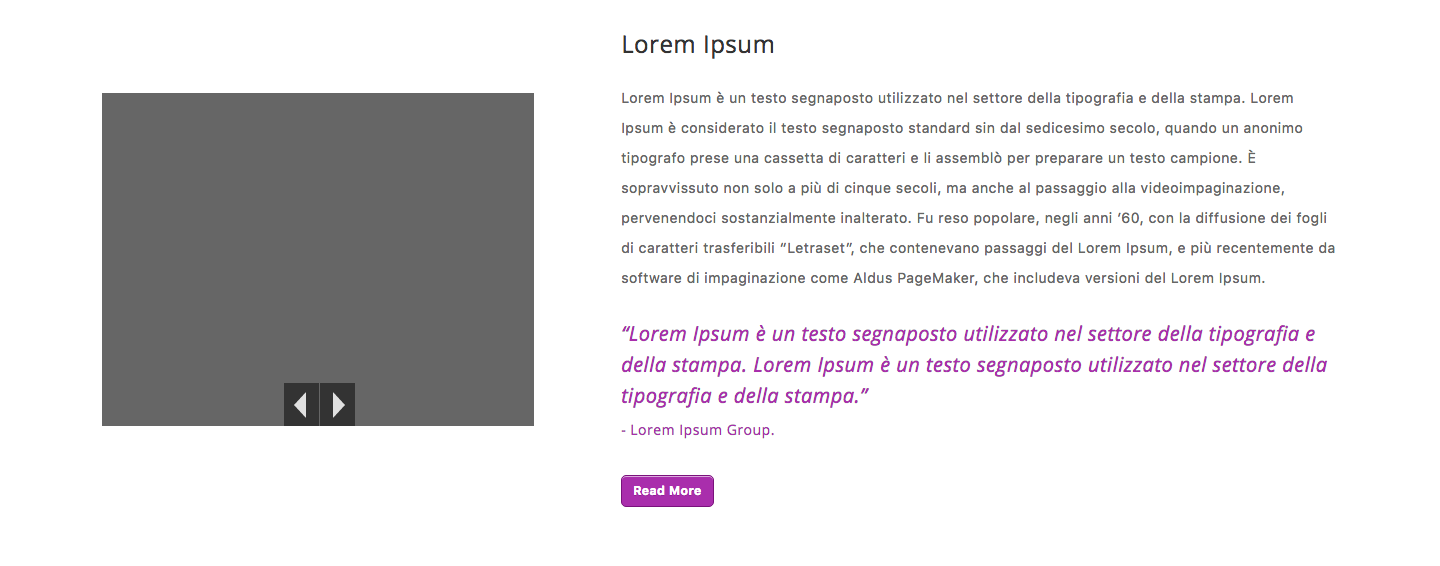 Lorem Ipsum
Lorem Ipsum è un testo segnaposto utilizzato nel settore della tipografia e della stampa. Lorem
Ipsum è considerato il testo segnaposto standard sin dal sedicesimo secolo, quando un anonimo
tipografo prese una cassetta di caratteri e li assemblò per preparare un testo campione. È
sopravvissuto non solo a più di cinque secoli, ma anche al passaggio alla videoimpaginazione,
pervenendoci sostanzialmente inalterato. Fu reso popolare, negli anni ’60, con la diffusione dei fogli
di caratteri trasferibili “Letraset”, che contenevano passaggi del Lorem Ipsum, e più recentemente da
software di impaginazione come Aldus PageMaker, che includeva versioni del Lorem Ipsum.
“Lorem Ipsum è un testo segnaposto utilizzato nel settore della tipografia e
della stampa. Lorem Ipsum è un testo segnaposto utilizzato nel settore della
tipografia e della stampa.”
- Lorem Ipsum Group.
Read More